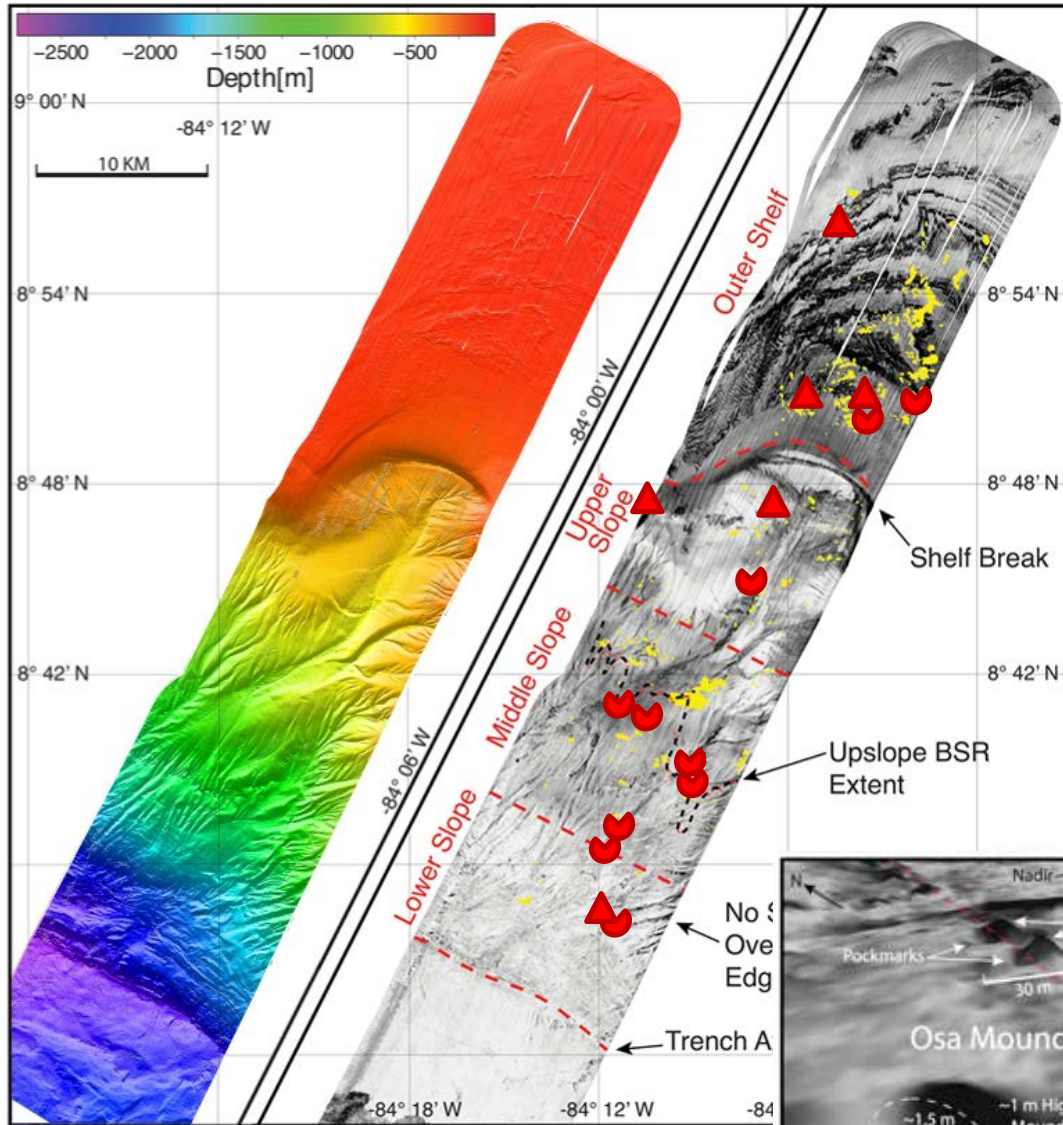 −2500 −2000 −1500 −1000 −500
Depth[m]
9° 00' N
-84° 12' W
10 KM
8° 54' N
8° 48' N
8° 42' N
-84° 00' W
-84° 06' W
Outer Shelf
Upper
Slope
Middle Slope
Lower Slope
8° 54' N
8° 48' N
Shelf Break
8° 42' N
Upslope BSR
Extent
No S
Ove
Edg
Trench A
-84° 18' W
-84° 12' W
-84
N
Nadir
Pockmarks
30 m
Osa Mound
~1 m Hig
~1.5 m